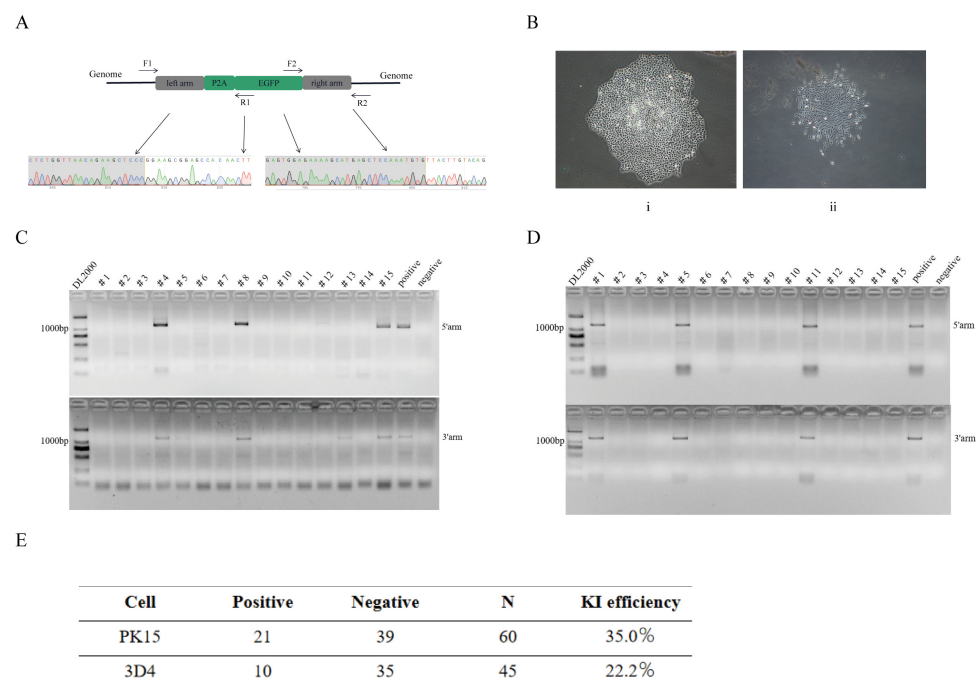 A
B
F1
F2
Genome
left arm
P2A
EGFP
right arm
Genome
R1
R2
CTCTGGTTAACAGAAGCTCCCGGAAGCGGAGCCACAACTT
GAGTGGAGAAAAGCATGAGCTCCAAATGTGTTACTTGTACAG
i
ii
C
DL2000 #1 #2 #3 #4 #5 #6 #7 #8 #9 #10 #11 #12 #13 #14 #15 positive negative
1000bp
5'arm
1000bp
3'arm
D
DL2000 #1 #2 #3 #4 #5 #6 #7 #8 #9 #10 #11 #12 #13 #14 #15 positive negative
1000bp
5'arm
1000bp
3'arm
E
Cell Positive Negative N KI efficiency
PK15 21 39 60 35.0%
3D4 10 35 45 22.2%